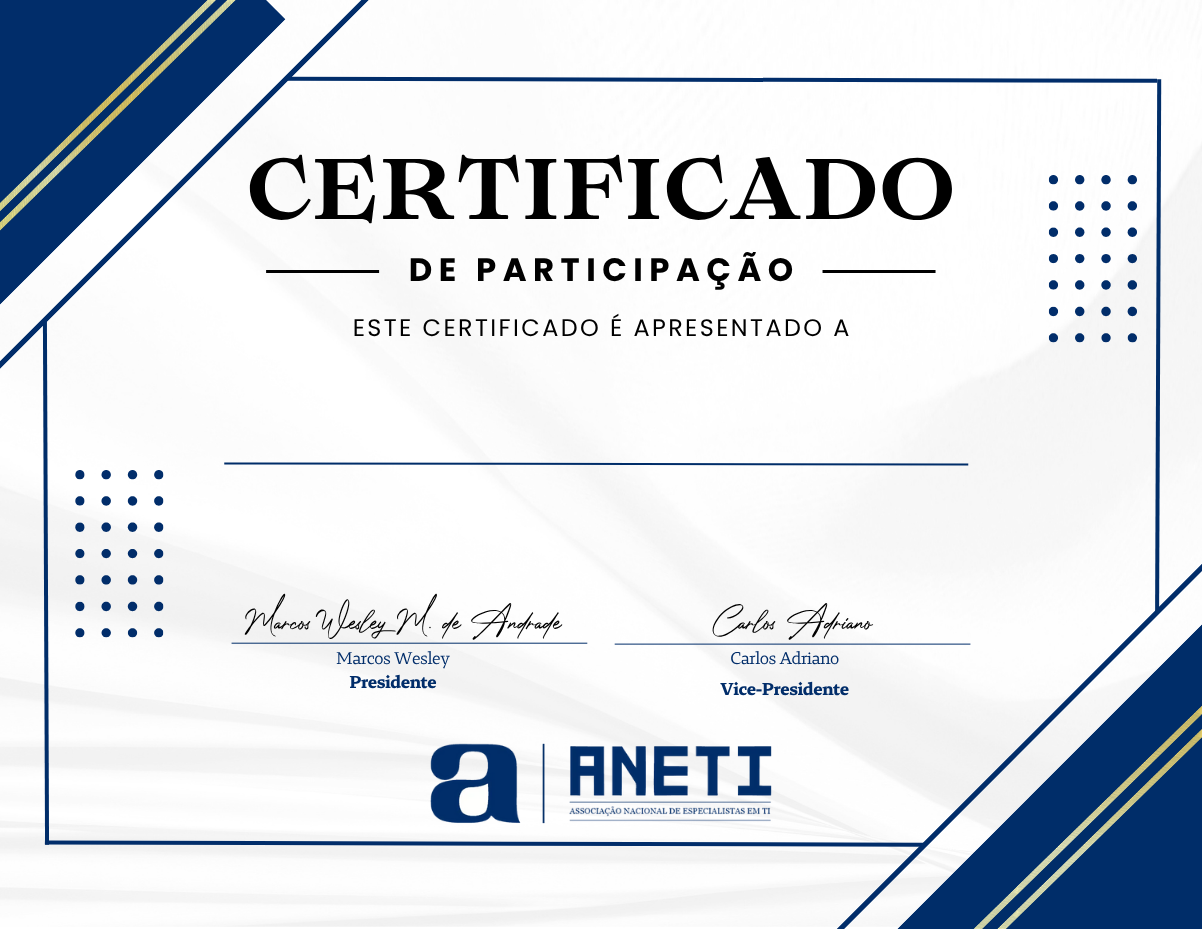 CERTIFICADO
DE PARTICIPAÇÃO
ESTE CERTIFICADO É APRESENTADO A
Marcos Wesley M. de Andrade
Carlos Adriano
Marcos Wesley
Carlos Adriano
Presidente
Vice-Presidente
a
ANETI
ASSOCIAÇÃO NACIONAL DE ESPECIALISTAS EM TI